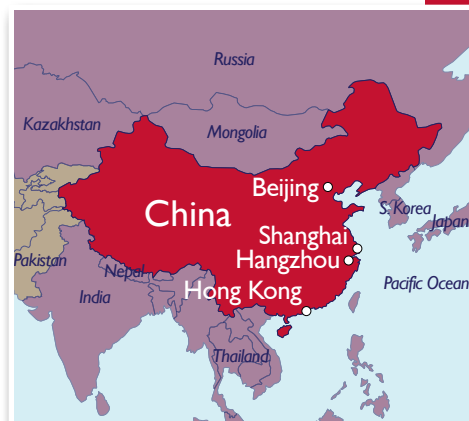 Russia
Kazakhstan
Mongolia
Beijing
China
S. Korea
Japan
Shanghai
Hangzhou
Pakistan
Nepal
Pacific Ocean
India
Hong Kong
Thailand